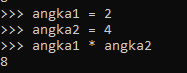 >>> angka1 = 2
>>> angka2 = 4
>>> angka1 * angka2
8